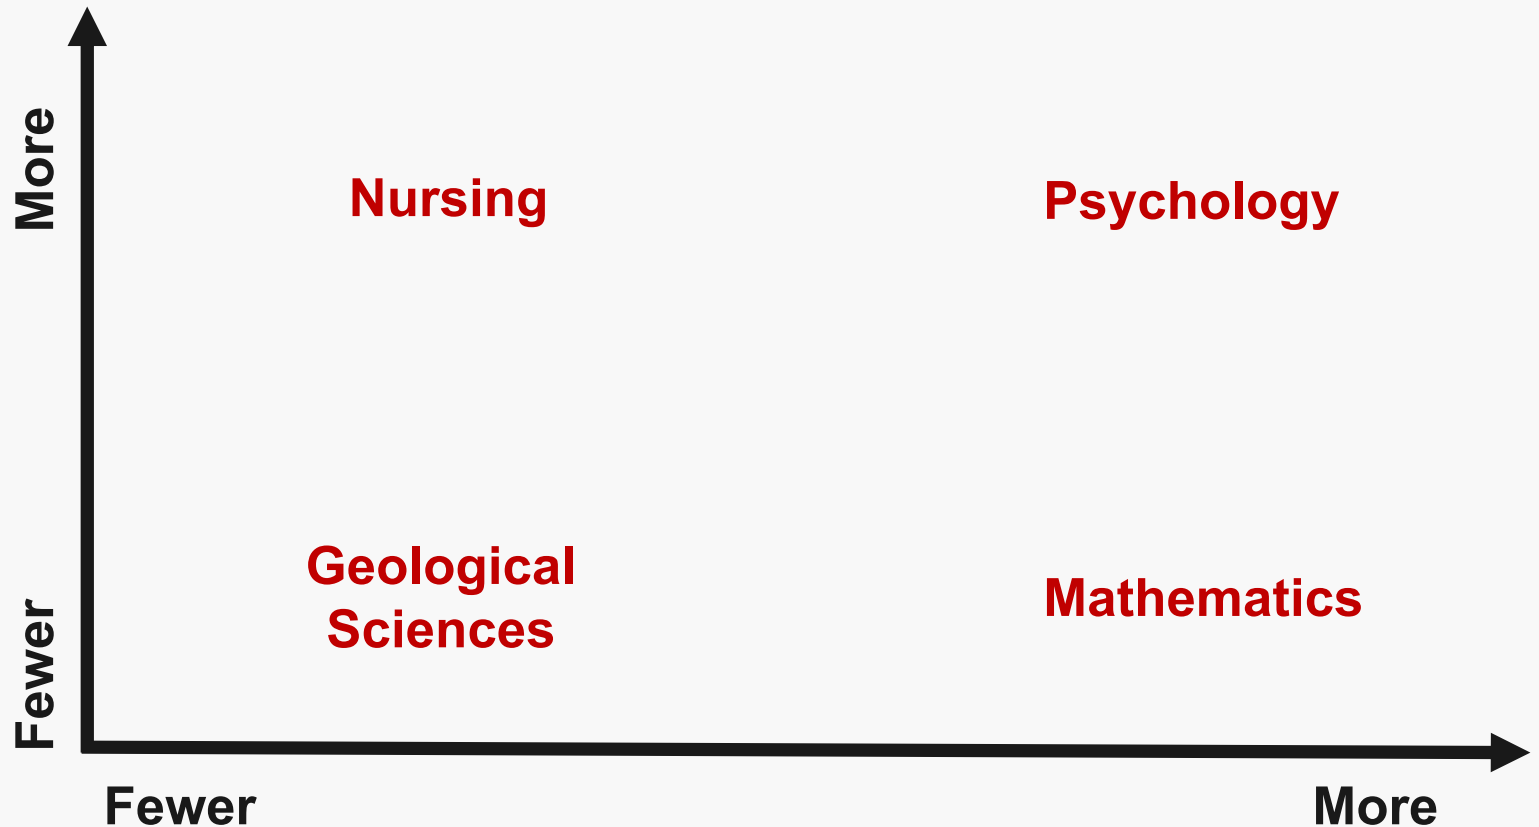 More
Nursing
Psychology
Geological
Sciences
Mathematics
Fewer
Fewer
More